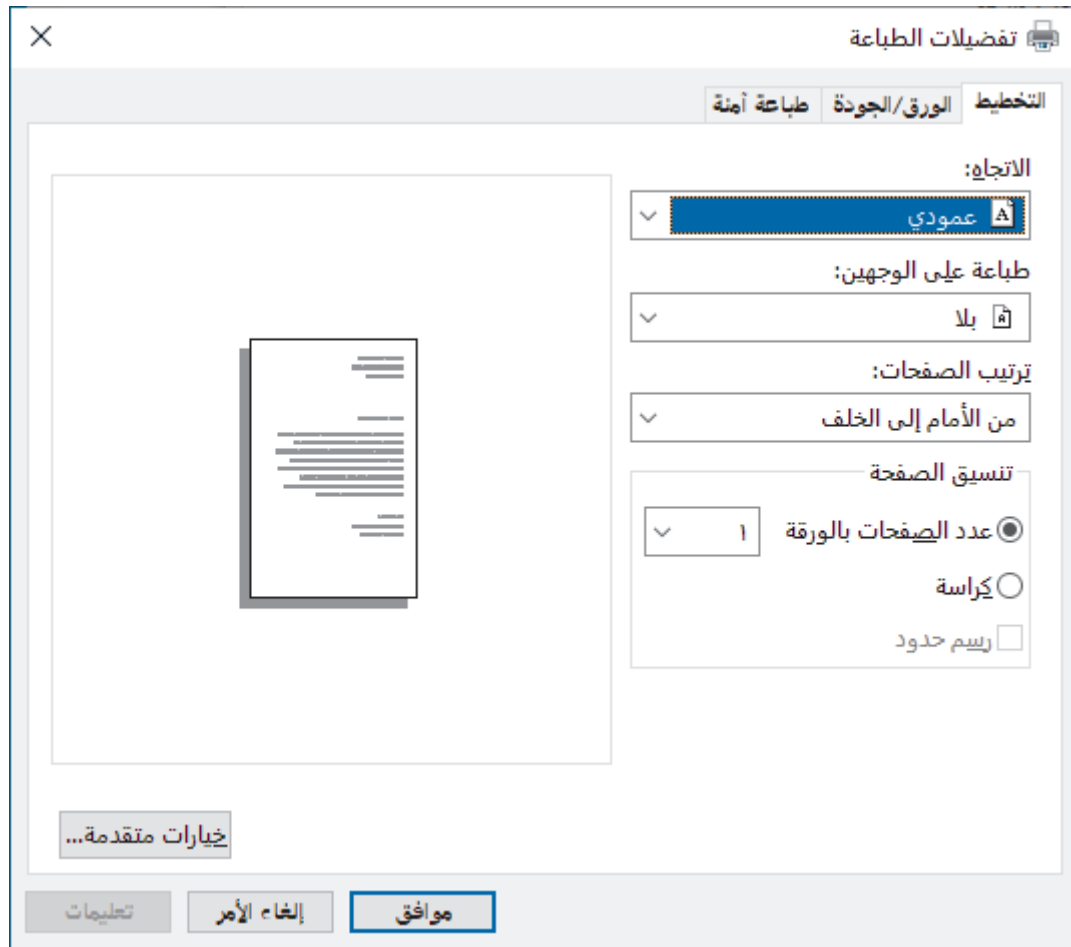 تفضيلات الطباعة
التخطيط الورق/الجودة طباعة آمنة
الاتجاه:
A عمودي
طباعة على الوجهين:
A بلا
ترتيب الصفحات:
من الأمام إلى الخلف
تنسيق الصفحة
عدد الصفحات بالورقة ١
كراسة
رسم حدود
خيارات متقدمة...
موافق إلغاء الأمر تعليمات